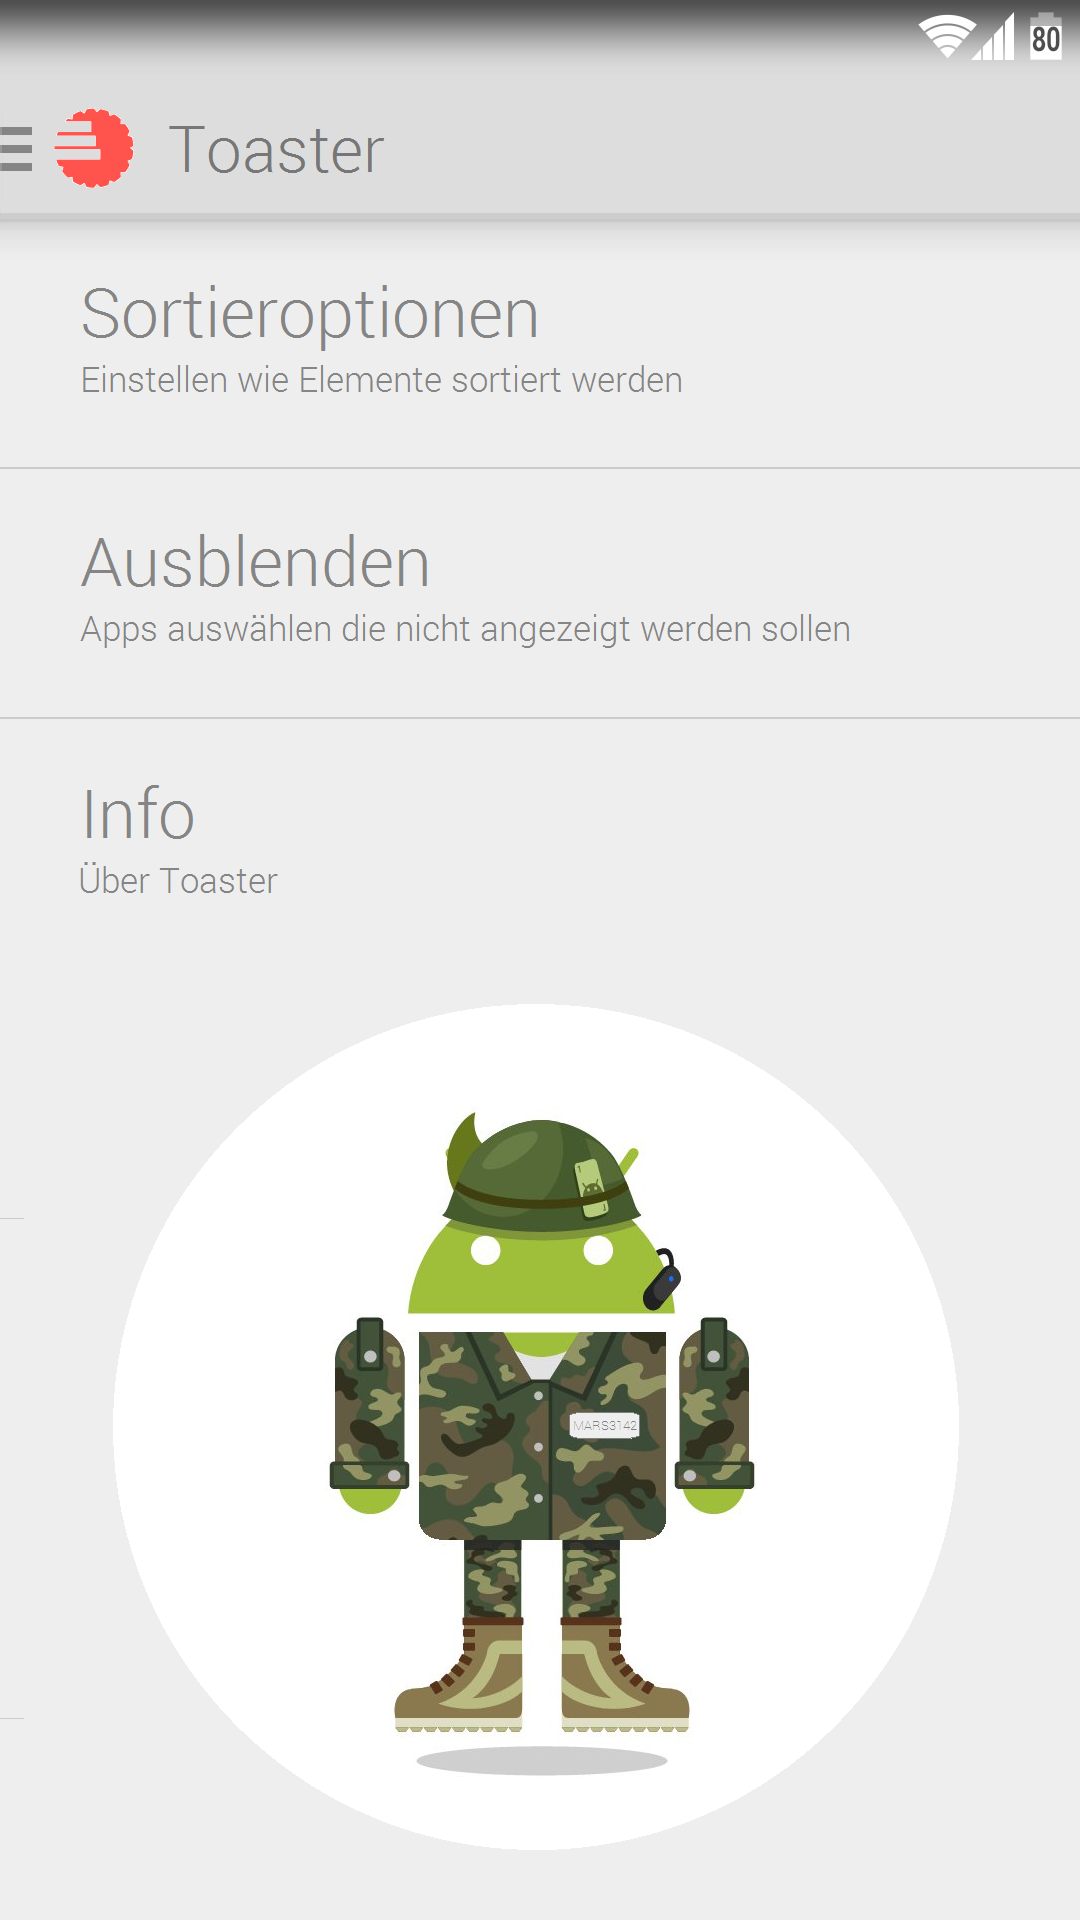 80
Toaster
Sortieroptionen
Einstellen wie Elemente sortiert werden
Ausblenden
Apps auswählen die nicht angezeigt werden sollen
Info
Über Toaster
MARS3142